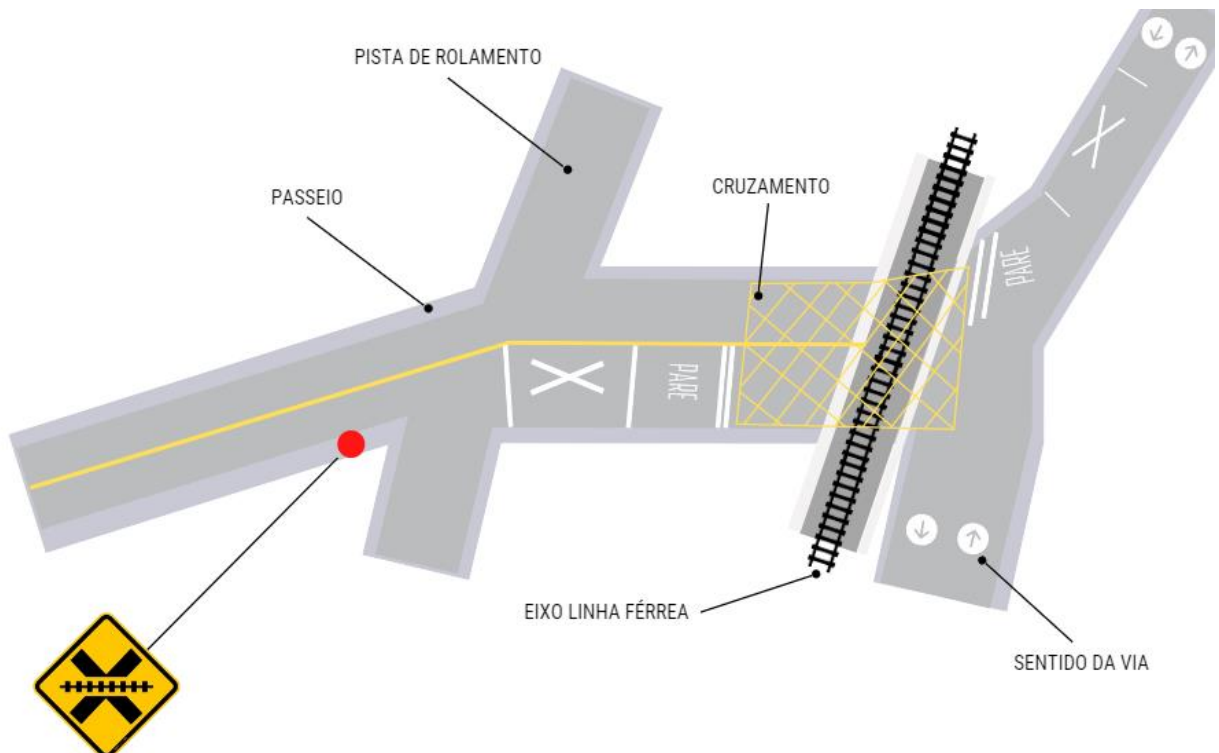 PISTA DE ROLAMENTO
PASSEIO
CRUZAMENTO
PARE
PARE
EIXO LINHA FÉRREA
SENTIDO DA VIA